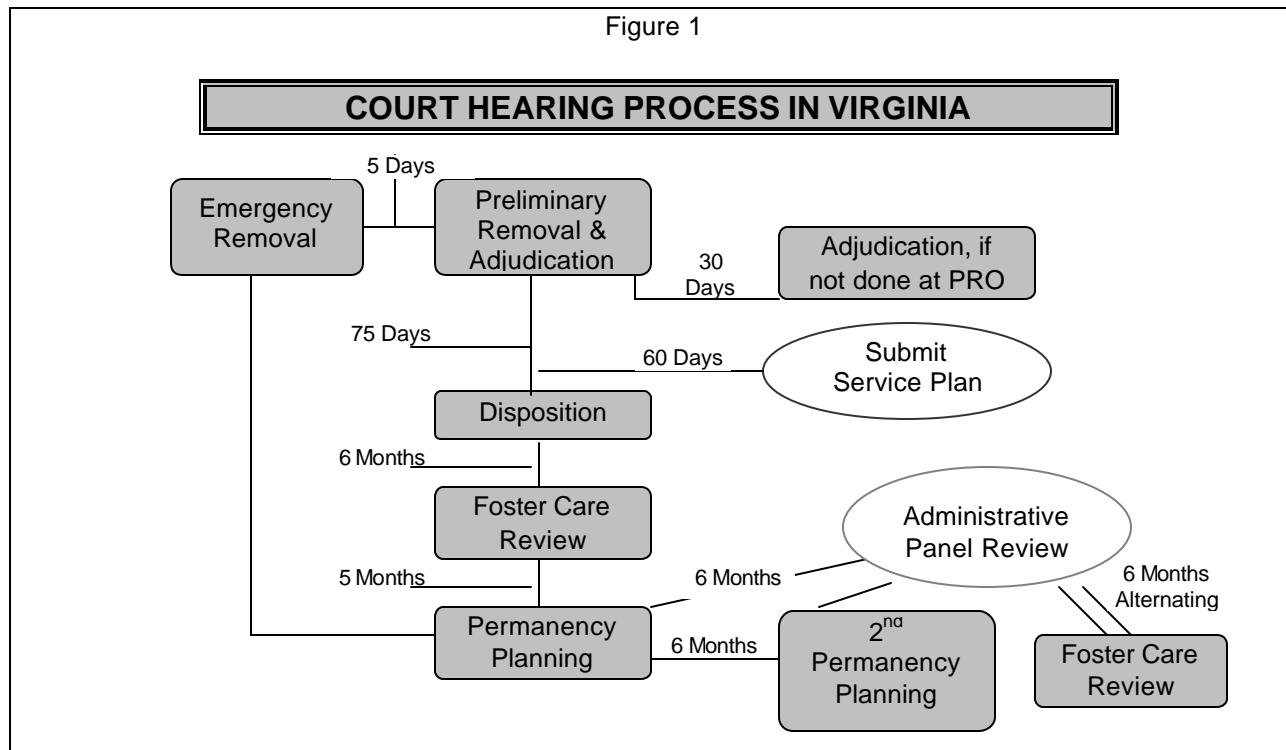 Figure 1
COURT HEARING PROCESS IN VIRGINIA
5 Days
Emergency
Removal
Preliminary
Removal &
Adjudication
30
Days
Adjudication, if
not done at PRO
75 Days
60 Days
Submit
Service Plan
Disposition
6 Months
Foster Care
Review
Administrative
Panel Review
5 Months
6 Months
6 Months
Alternating
Permanency
Planning
6 Months
2nd
Permanency
Planning
Foster Care
Review